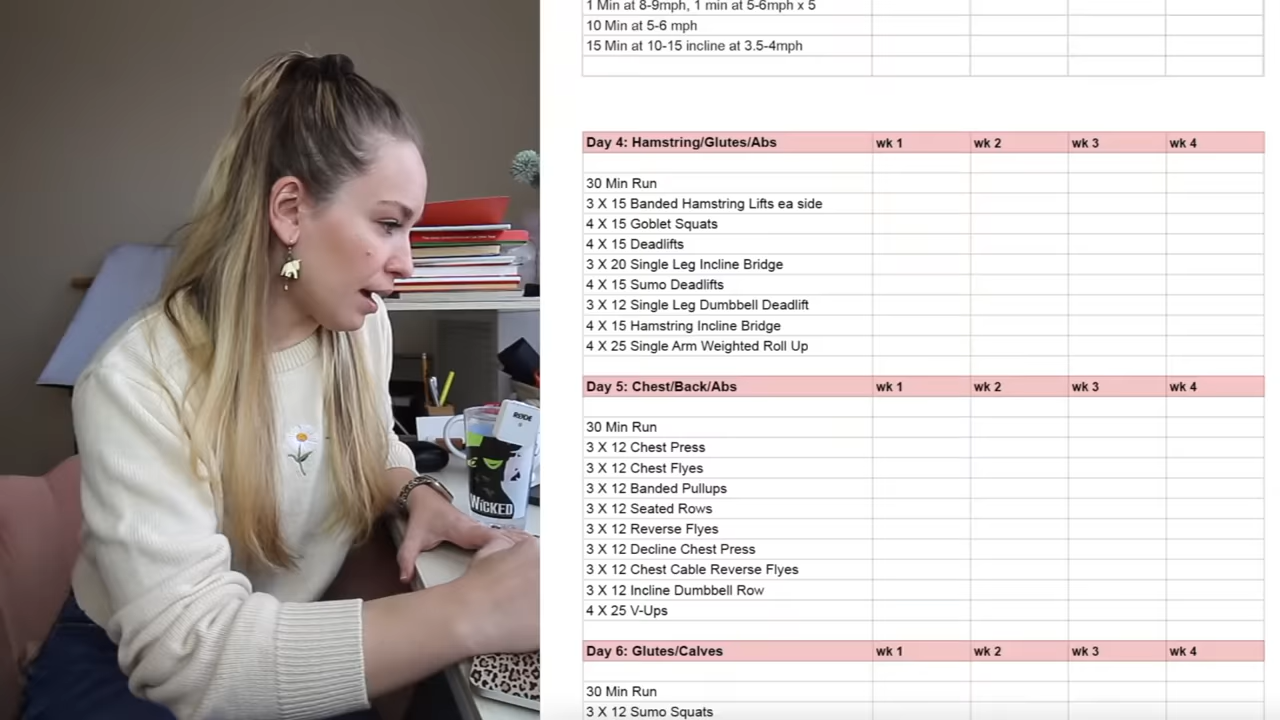 1 Min at 8-9mph, 1 min at 5-6mph x 5
10 Min at 5-6 mph
15 Min at 10-15 incline at 3.5-4mph
Day 4: Hamstring/Glutes/Abs wk 1 wk 2 wk 3 wk 4
30 Min Run
3 X 15 Banded Hamstring Lifts ea side
4 X 15 Goblet Squats
4 X 15 Deadlifts
3 X 20 Single Leg Incline Bridge
4 X 15 Sumo Deadlifts
3 X 12 Single Leg Dumbbell Deadlift
4 X 15 Hamstring Incline Bridge
4 X 25 Single Arm Weighted Roll Up
Day 5: Chest/Back/Abs wk 1 wk 2 wk 3 wk 4
30 Min Run
3 X 12 Chest Press
3 X 12 Chest Flyes
3 X 12 Banded Pullups
3 X 12 Seated Rows
3 X 12 Reverse Flyes
3 X 12 Decline Chest Press
3 X 12 Chest Cable Reverse Flyes
3 X 12 Incline Dumbbell Row
4 X 25 V-Ups
Day 6: Glutes/Calves wk 1 wk 2 wk 3 wk 4
30 Min Run
3 X 12 Sumo Squats
RODE
WICKED